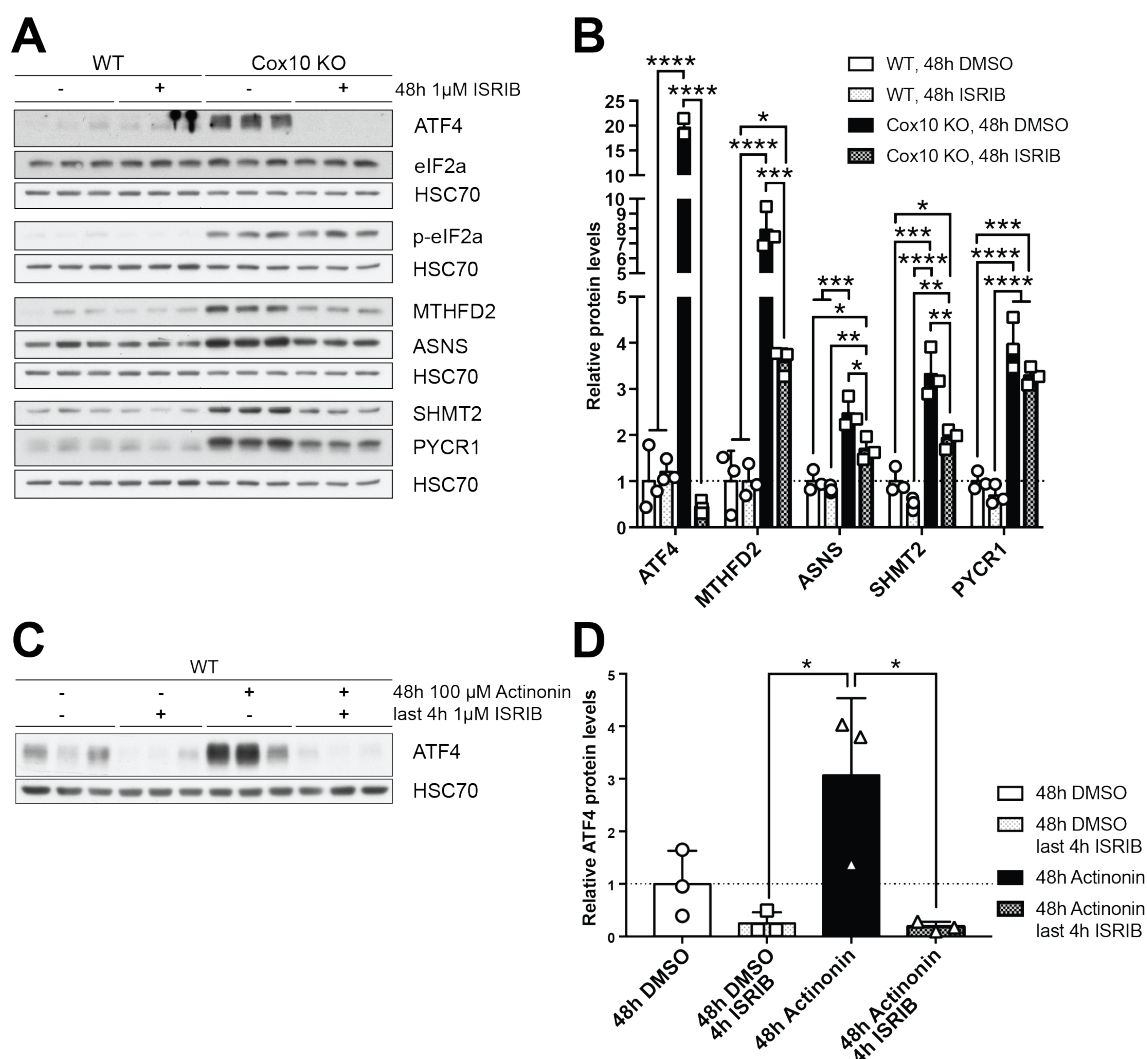 A
WT Cox10 KO
- + - + 48h 1µM ISRIB
ATF4
eIF2a
HSC70
p-eIF2a
HSC70
MTHFD2
ASNS
HSC70
SHMT2
PYCR1
HSC70
B
WT, 48h DMSO
WT, 48h ISRIB
Cox10 KO, 48h DMSO
Cox10 KO, 48h ISRIB
Relative protein levels
25
20
15
10
10
9
8
7
6
5
5
4
3
2
1
0
****
****
*
****
***
***
*
**
*
*
***
****
**
**
***
****
****
ATF4
MTHFD2
ASNS
SHMT2
PYCR1
C
WT
- - + + 48h 100 µM Actinonin
- + - + last 4h 1µM ISRIB
ATF4
HSC70
D
Relative ATF4 protein levels
5
4
3
2
1
0
* *
48h DMSO
48h DMSO
4h ISRIB
48h Actinonin
48h Actinonin
4h ISRIB
48h DMSO
48h DMSO
last 4h ISRIB
48h Actinonin
48h Actinonin
last 4h ISRIB